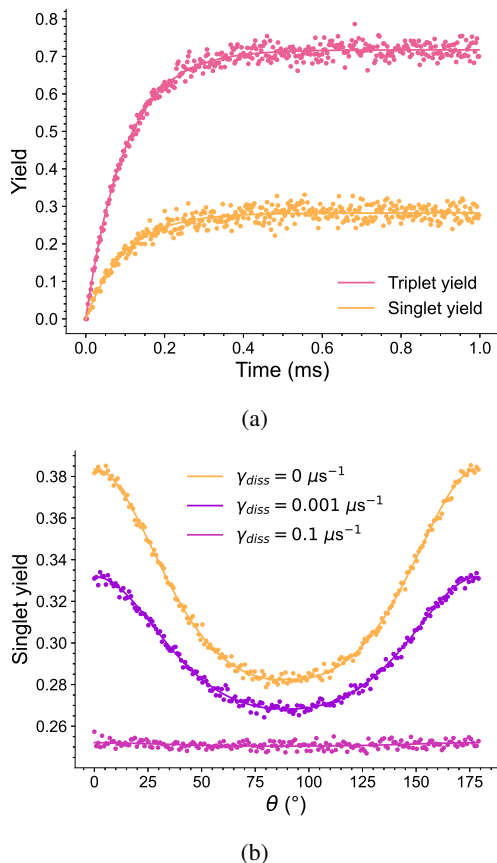 0.8
0.7
0.6
0.5
0.4
0.3
0.2
0.1
0.0
Yield
Triplet yield
Singlet yield
0.0 0.2 0.4 0.6 0.8 1.0
Time (ms)
(a)
0.38
0.36
0.34
0.32
0.30
0.28
0.26
Singlet yield
γ_diss = 0 μs⁻¹
γ_diss = 0.001 μs⁻¹
γ_diss = 0.1 μs⁻¹
0 25 50 75 100 125 150 175
θ (°)
(b)